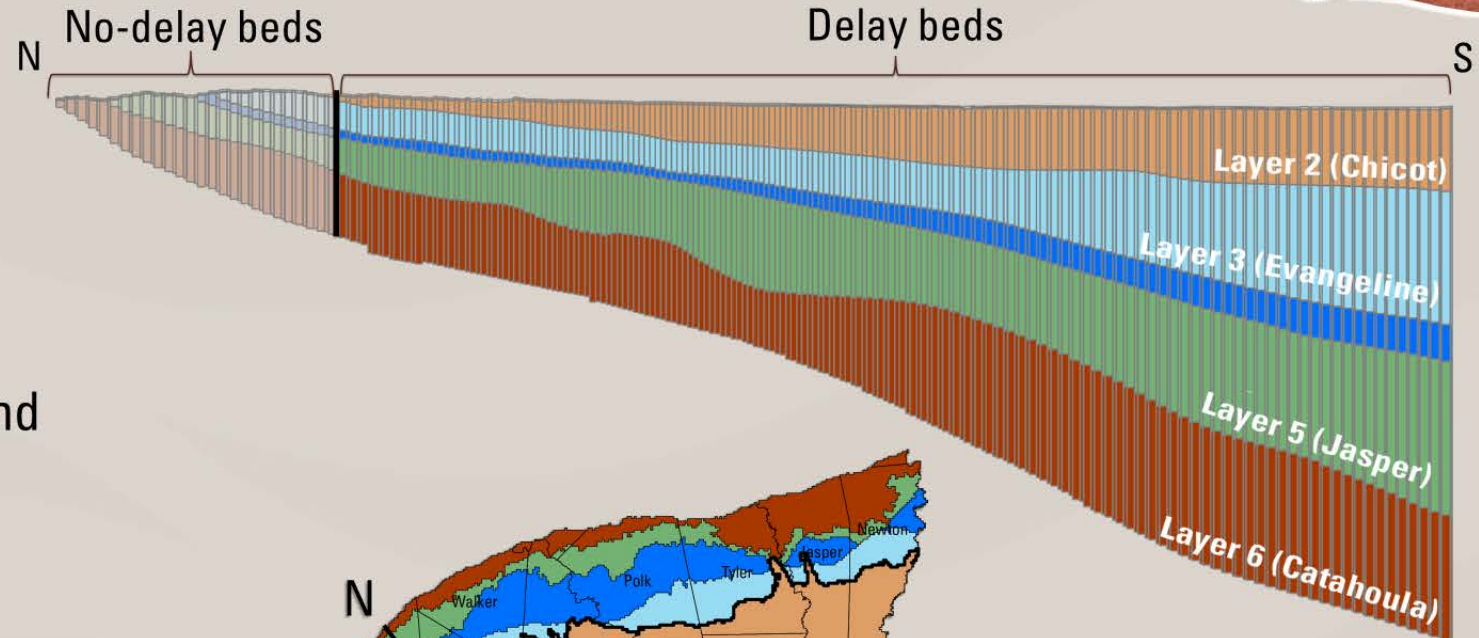 No-delay beds
Delay beds
N
S
Layer 2 (Chicot)
Layer 3 (Evangeline)
Layer 5 (Jasper)
Layer 6 (Catahoula)
nd
Newton
Jasper
Tyler
Polk
Walker
N